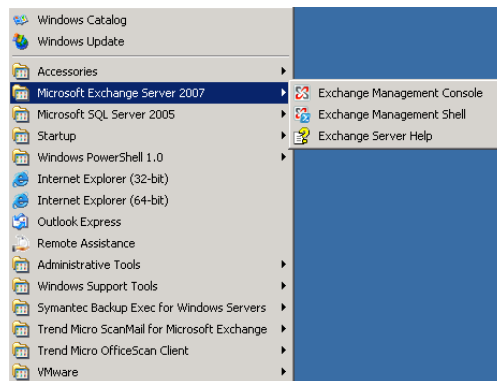 Windows Catalog
Windows Update
Accessories
Microsoft Exchange Server 2007
Microsoft SQL Server 2005
Startup
Windows PowerShell 1.0
Internet Explorer (32-bit)
Internet Explorer (64-bit)
Outlook Express
Remote Assistance
Administrative Tools
Windows Support Tools
Symantec Backup Exec for Windows Servers
Trend Micro ScanMail for Microsoft Exchange
Trend Micro OfficeScan Client
VMware
Exchange Management Console
Exchange Management Shell
Exchange Server Help